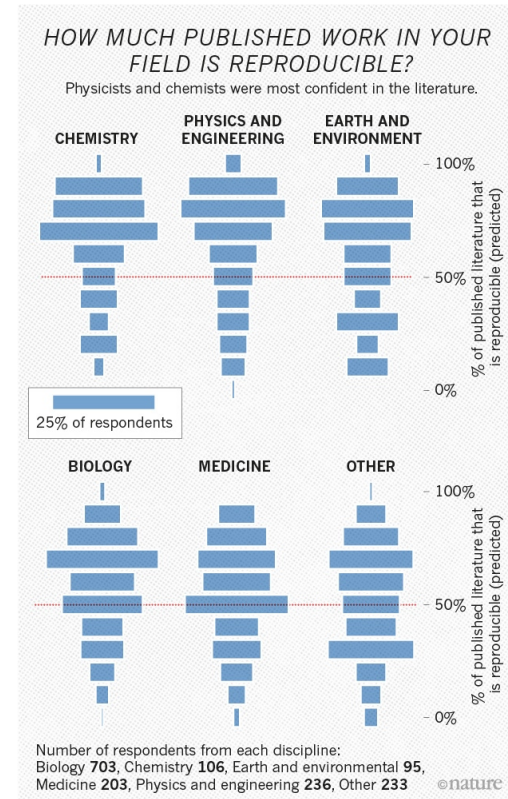 HOW MUCH PUBLISHED WORK IN YOUR
FIELD IS REPRODUCIBLE?
Physicists and chemists were most confident in the literature.
CHEMISTRY
PHYSICS AND
ENGINEERING
EARTH AND
ENVIRONMENT
100%
50%
0%
% of published literature that
is reproducible (predicted)
25% of respondents
BIOLOGY
MEDICINE
OTHER
100%
50%
0%
% of published literature that
is reproducible (predicted)
Number of respondents from each discipline:
Biology 703, Chemistry 106, Earth and environmental 95,
Medicine 203, Physics and engineering 236, Other 233
©nature